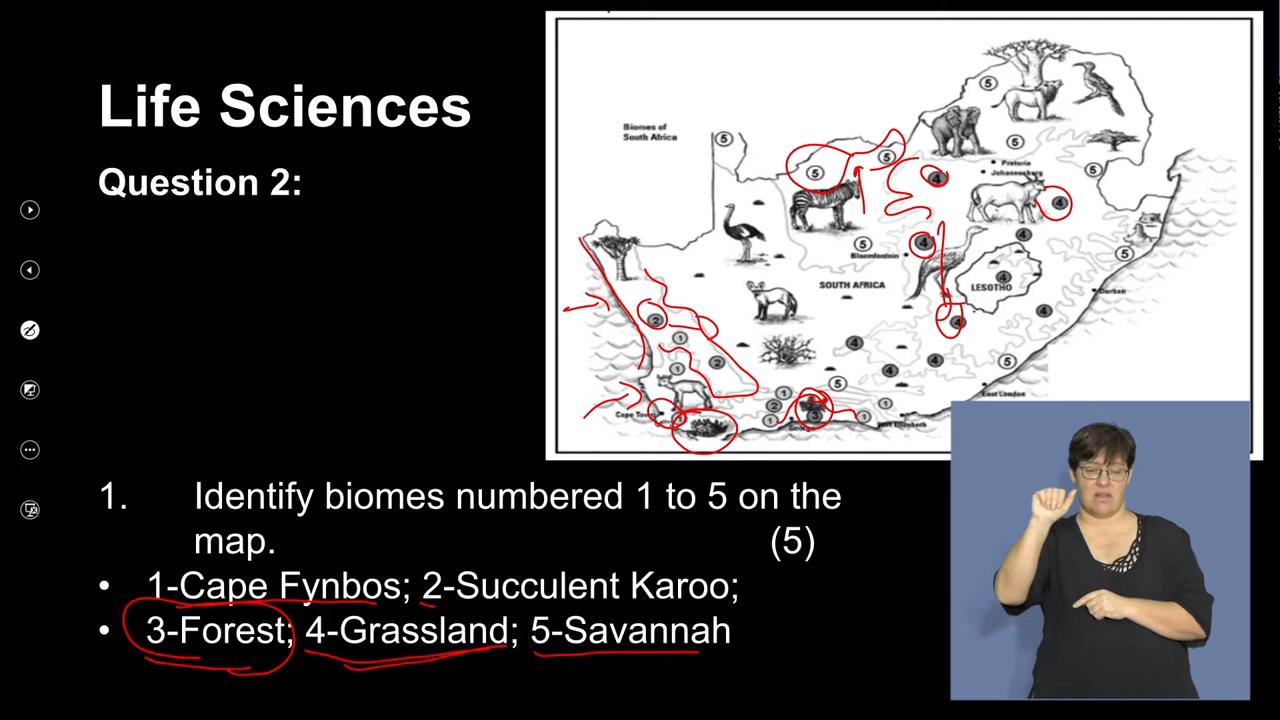 Life Sciences
Question 2:
Biomes of
South Africa
5
5
5
5
5
Pretoria
Johannesburg
5
4
4
4
5
Bloemfontein
4
5
4
SOUTH AFRICA
LESOTHO
Durban
2
4
4
1
4
1
2
4
4
5
5
1
East London
2
1
Cape Town
1
3
1
1
Port Elizabeth
1. Identify biomes numbered 1 to 5 on the
map. (5)
• 1-Cape Fynbos; 2-Succulent Karoo;
• 3-Forest; 4-Grassland; 5-Savannah